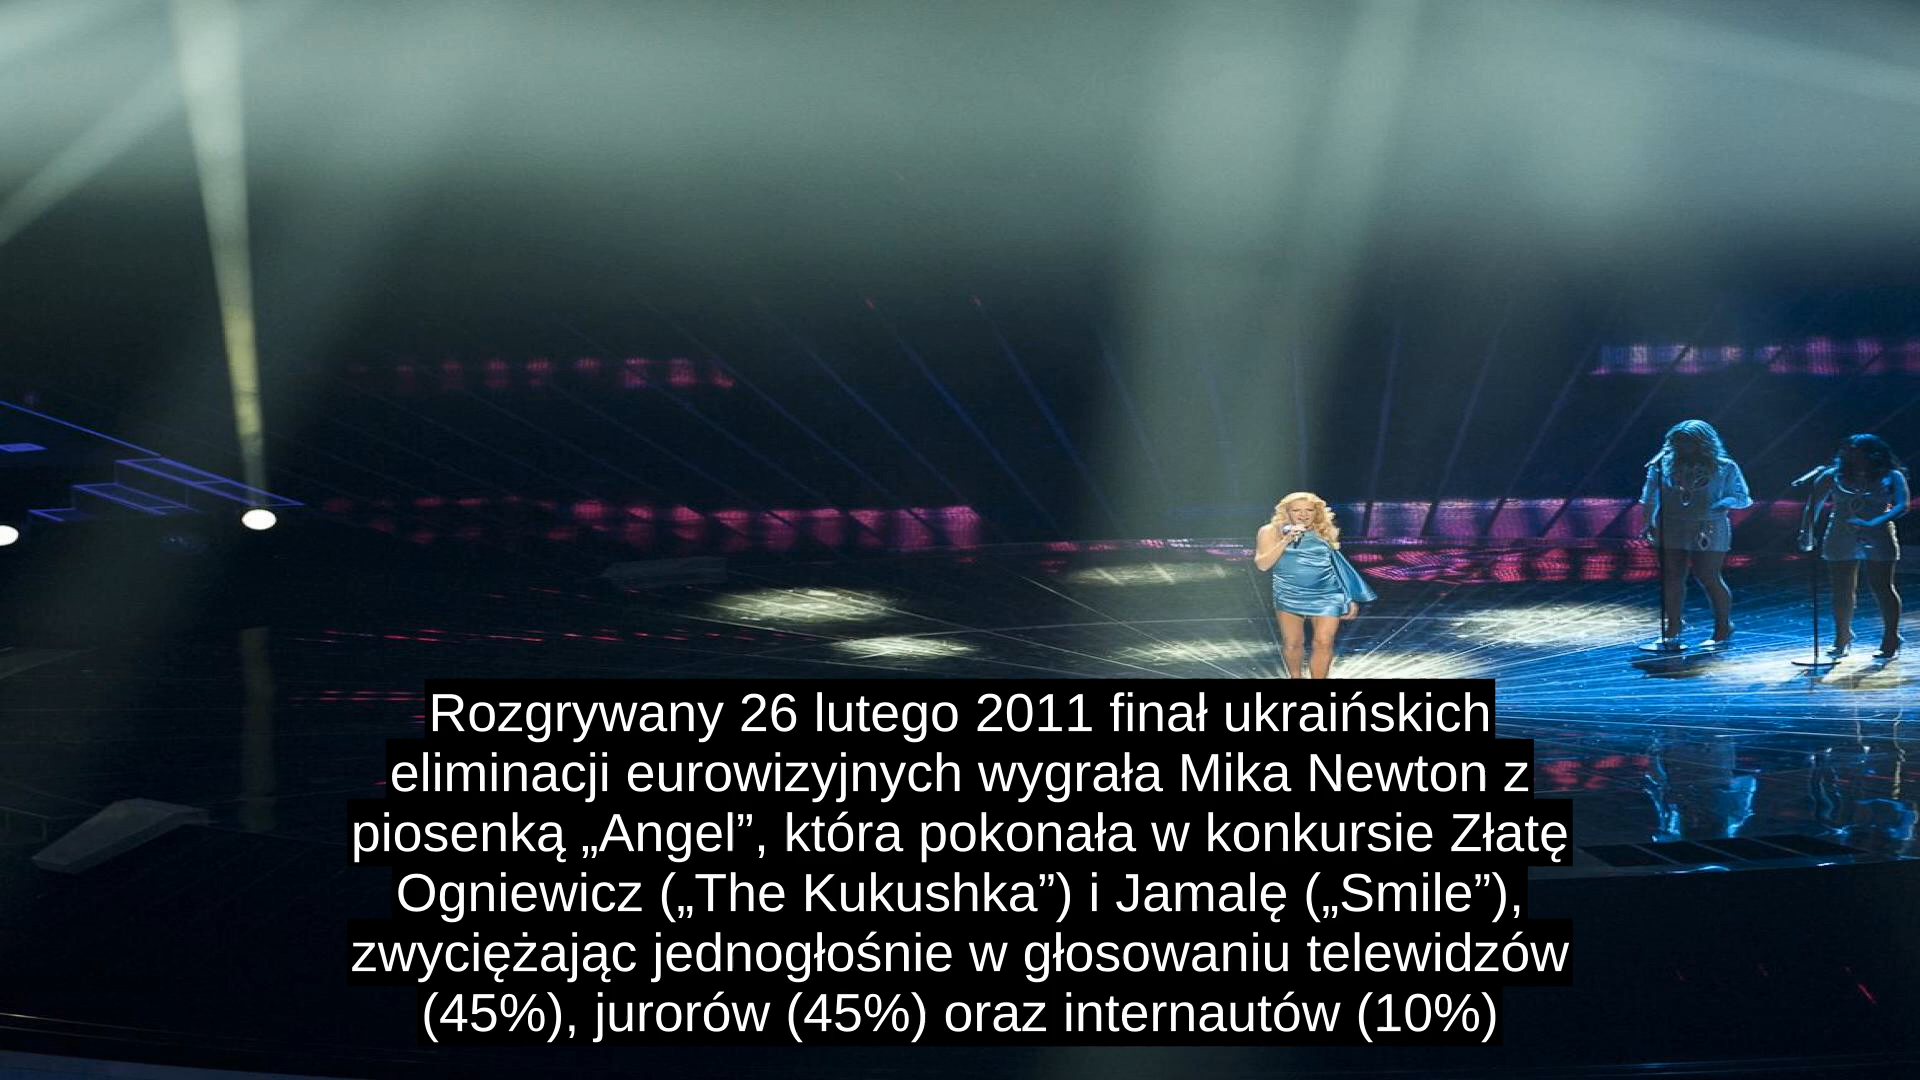 Rozgrywany 26 lutego 2011 finał ukraińskich
eliminacji eurowizyjnych wygrała Mika Newton z
piosenką „Angel”, która pokonała w konkursie Złatę
Ogniewicz („The Kukushka”) i Jamalę („Smile”),
zwyciężając jednogłośnie w głosowaniu telewidzów
(45%), jurorów (45%) oraz internautów (10%)